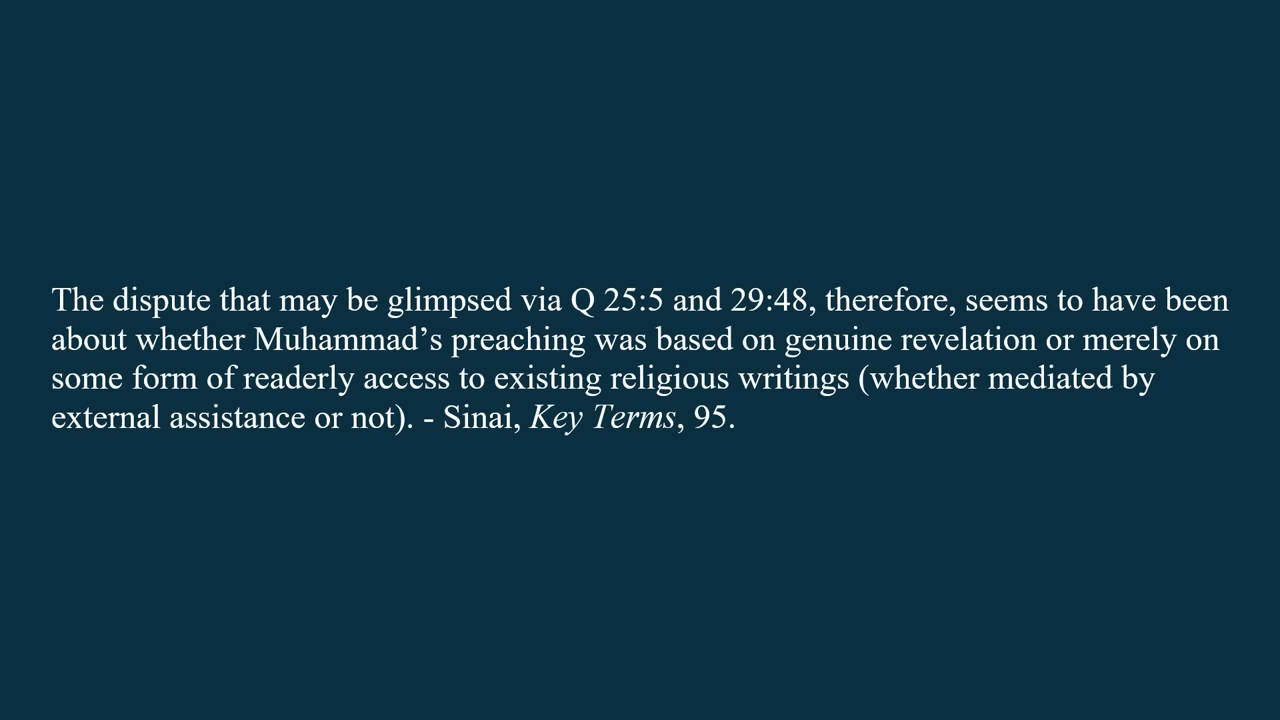 The dispute that may be glimpsed via Q 25:5 and 29:48, therefore, seems to have been
about whether Muhammad’s preaching was based on genuine revelation or merely on
some form of readerly access to existing religious writings (whether mediated by
external assistance or not). - Sinai, Key Terms, 95.